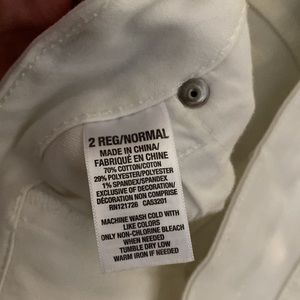 2 REG/NORMAL
MADE IN CHINA/
FABRIQUÉ EN CHINE
70% COTTON/COTON
29% POLYESTER/POLYESTER
1% SPANDEX/SPANDEX
EXCLUSIVE OF DECORATION/
DÉCORATION NON COMPRISE
RN121726 CA53201
MACHINE WASH COLD WITH
LIKE COLORS
ONLY NON-CHLORINE BLEACH
WHEN NEEDED
TUMBLE DRY LOW
WARM IRON IF NEEDED